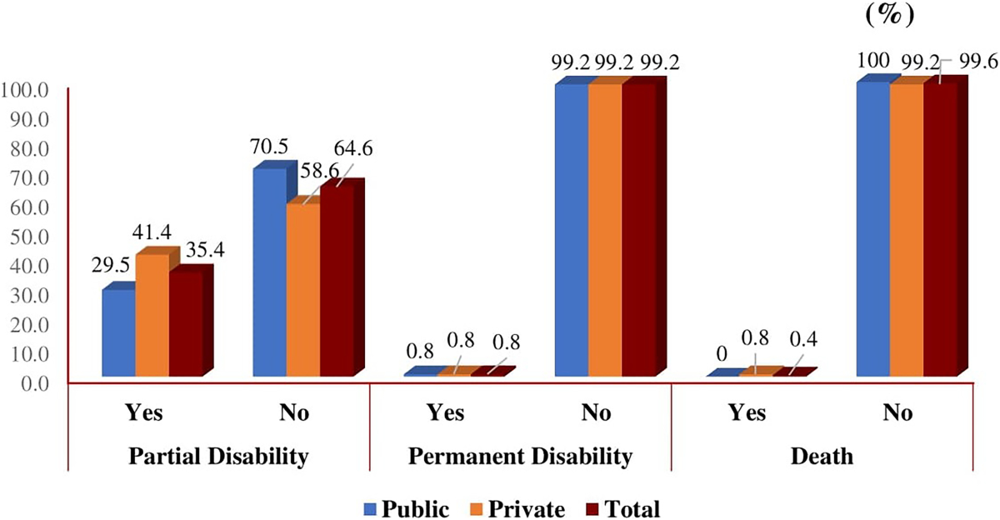 (%)
99.2 99.2 99.2
100 99.2 99.6
100.0
90.0
80.0
70.5
64.6
70.0
58.6
60.0
50.0
41.4
40.0
29.5
35.4
30.0
20.0
0.8 0.8 0.8
0 0.8 0.4
10.0
0.0
Yes No Yes No Yes No
Partial Disability Permanent Disability Death
Public Private Total